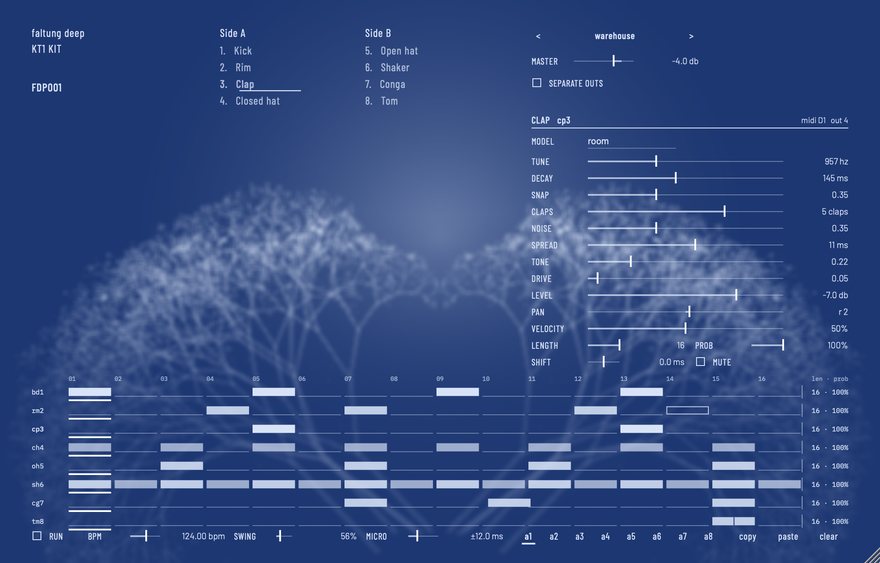 faltung deep
KT1 KIT
FDP001
Side A
1. Kick
2. Rim
3. Clap
4. Closed hat
Side B
5. Open hat
6. Shaker
7. Conga
8. Tom
< warehouse >
MASTER -4.0 db
SEPARATE OUTS
CLAP cp3 midi D1 out 4
MODEL room
TUNE 957 hz
DECAY 145 ms
SNAP 0.35
CLAPS 5 claps
NOISE 0.35
SPREAD 11 ms
TONE 0.22
DRIVE 0.05
LEVEL -7.0 db
PAN r 2
VELOCITY 50%
LENGTH 16 PROB 100%
SHIFT 0.0 ms MUTE
01 02 03 04 05 06 07 08 09 10 11 12 13 14 15 16 len · prob
bd1 16 · 100%
rm2 16 · 100%
cp3 16 · 100%
ch4 16 · 100%
oh5 16 · 100%
sh6 16 · 100%
cg7 16 · 100%
tm8 16 · 100%
RUN BPM 124.00 bpm SWING 56% MICRO ±12.0 ms a1 a2 a3 a4 a5 a6 a7 a8 copy paste clear